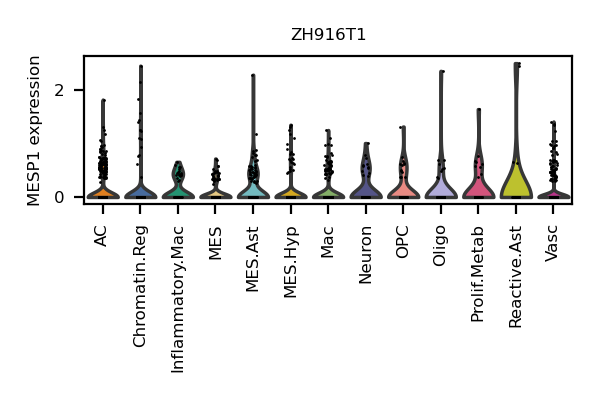 ZH916T1
MESP1 expression
2
0
AC
Chromatin.Reg
Inflammatory.Mac
MES
MES.Ast
MES.Hyp
Mac
Neuron
OPC
Oligo
Prolif.Metab
Reactive.Ast
Vasc